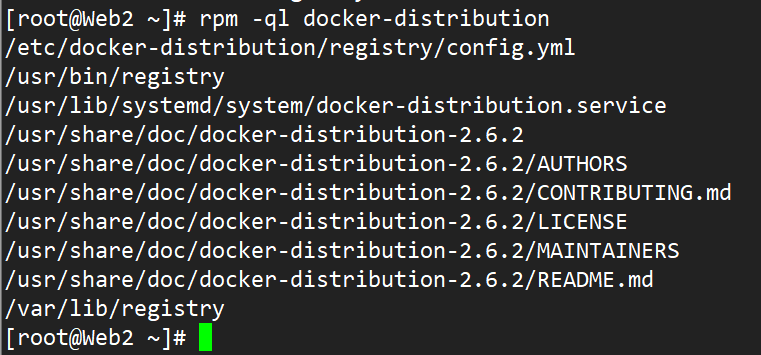 [root@Web2 ~]# rpm -ql docker-distribution
/etc/docker-distribution/registry/config.yml
/usr/bin/registry
/usr/lib/systemd/system/docker-distribution.service
/usr/share/doc/docker-distribution-2.6.2
/usr/share/doc/docker-distribution-2.6.2/AUTHORS
/usr/share/doc/docker-distribution-2.6.2/CONTRIBUTING.md
/usr/share/doc/docker-distribution-2.6.2/LICENSE
/usr/share/doc/docker-distribution-2.6.2/MAINTAINERS
/usr/share/doc/docker-distribution-2.6.2/README.md
/var/lib/registry
[root@Web2 ~]#